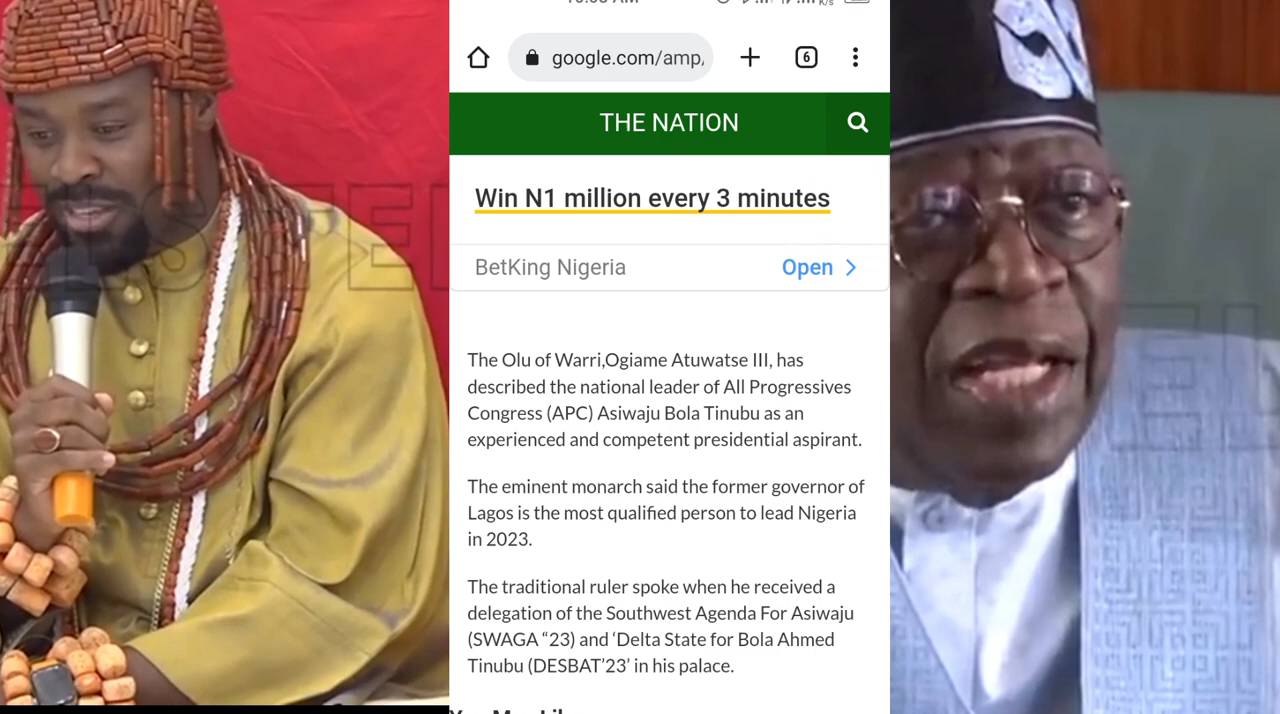 google.com/amp,
6
THE NATION
Win N1 million every 3 minutes
BetKing Nigeria
Open
The Olu of Warri,Ogiame Atuwatse III, has
described the national leader of All Progressives
Congress (APC) Asiwaju Bola Tinubu as an
experienced and competent presidential aspirant.
The eminent monarch said the former governor of
Lagos is the most qualified person to lead Nigeria
in 2023.
The traditional ruler spoke when he received a
delegation of the Southwest Agenda For Asiwaju
(SWAGA “23) and ‘Delta State for Bola Ahmed
Tinubu (DESBAT’23’ in his palace.